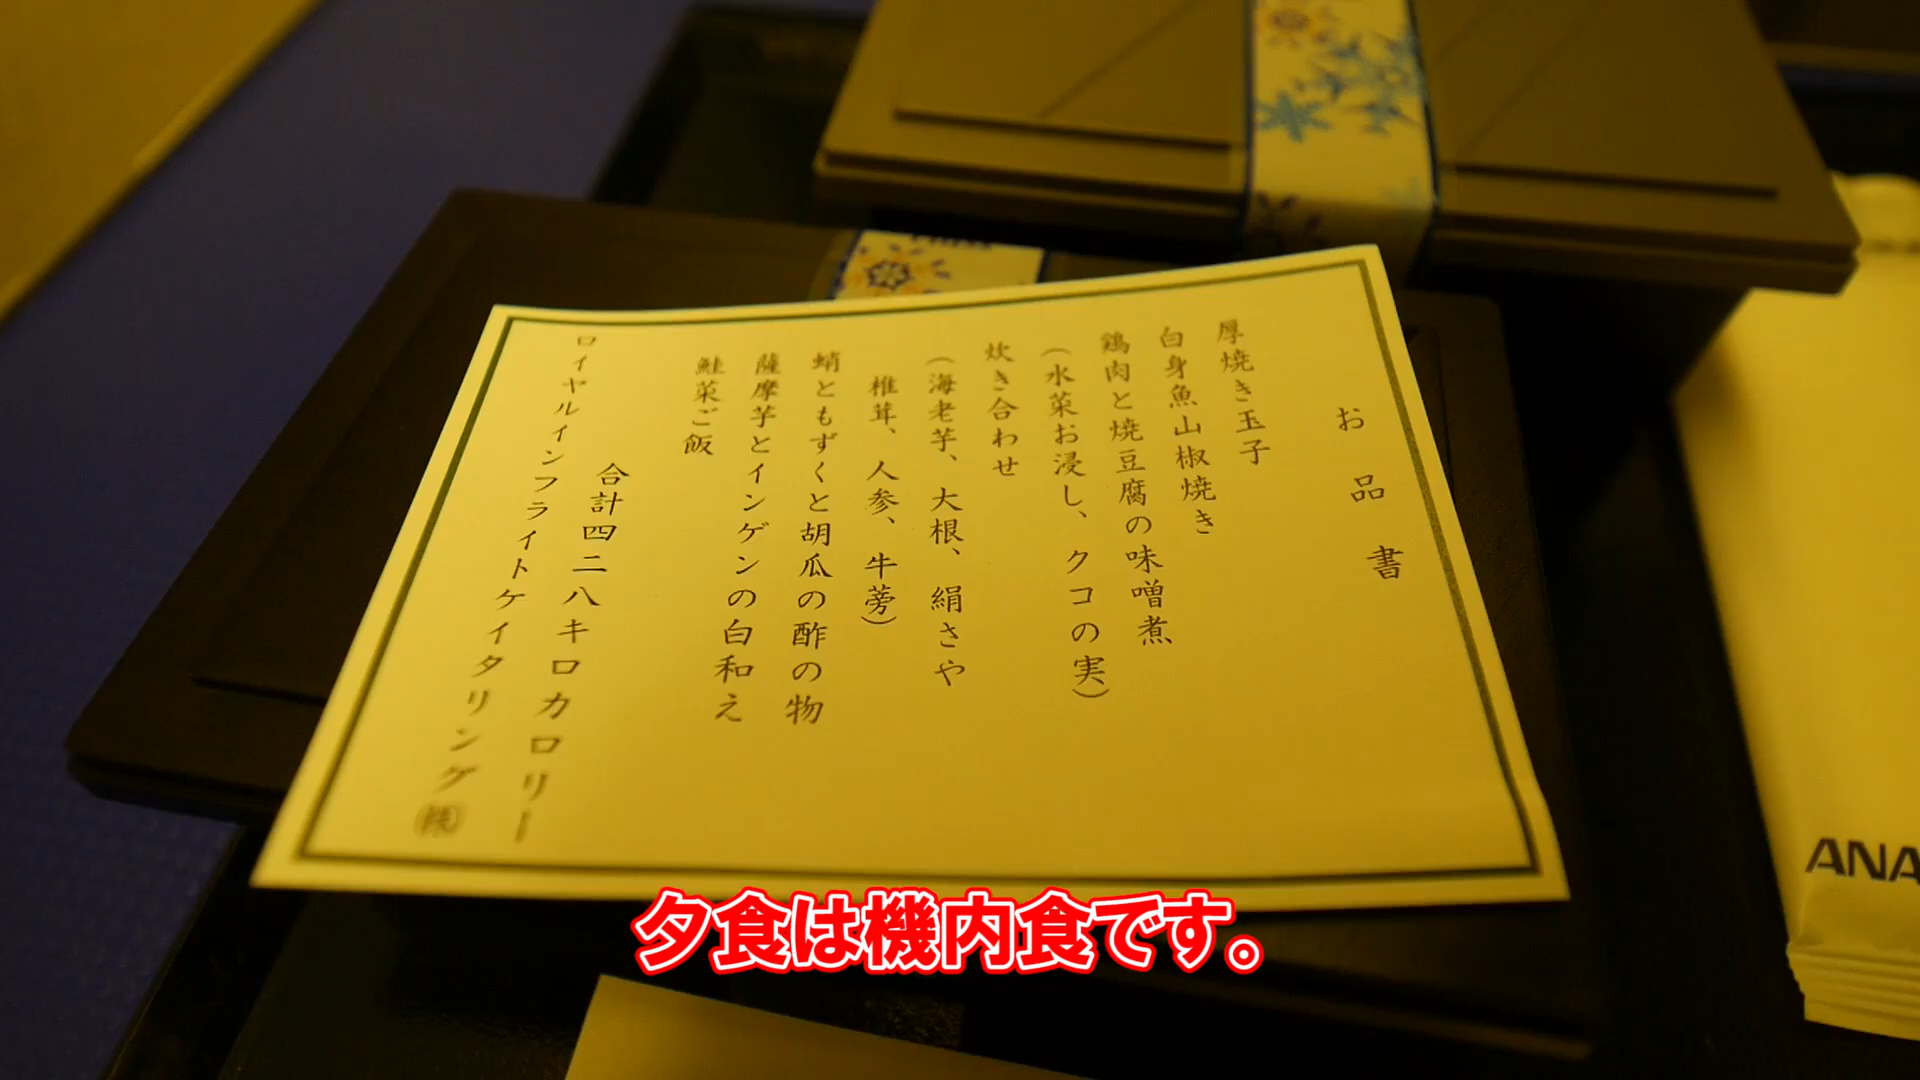 お品書
厚焼き玉子
白身魚山椒焼き
鶏肉と焼豆腐の味噌煮
(水菜お浸し、クコの実)
炊き合わせ
(海老芋、大根、絹さや
椎茸、人参、牛蒡)
蛸ともずくと胡瓜の酢の物
薩摩芋とインゲンの白和え
鮭菜ご飯
合計四二八キロカロリー
ロイヤルインフライトケイタリング㈱
ANA
夕食は機内食です。